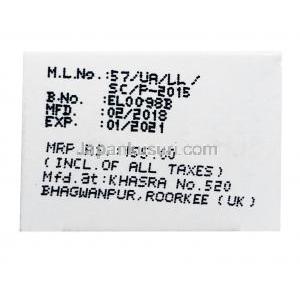 M.L.No.:57/UA/LL/
SC/P-2015
B.No. :EL0098B
MFD. :02/2018
EXP. :01/2021
MRP
(INCL.OF ALL TAXES)
Mfd.at:KHASRA No.520
BHAGWANPUR,ROORKEE (UK)